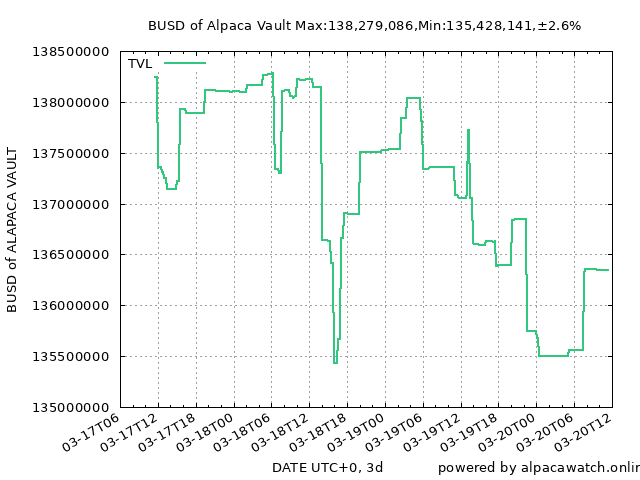 BUSD of Alpaca Vault Max:138,279,086,Min:135,428,141,±2.6%
TVL
BUSD of ALAPACA VAULT
138500000
138000000
137500000
137000000
136500000
136000000
135500000
135000000
03-17T06
03-17T12
03-17T18
03-18T00
03-18T06
03-18T12
03-18T18
03-19T00
03-19T06
03-19T12
03-19T18
03-20T00
03-20T06
03-20T12
DATE UTC+0, 3d
powered by alpacawatch.onlin